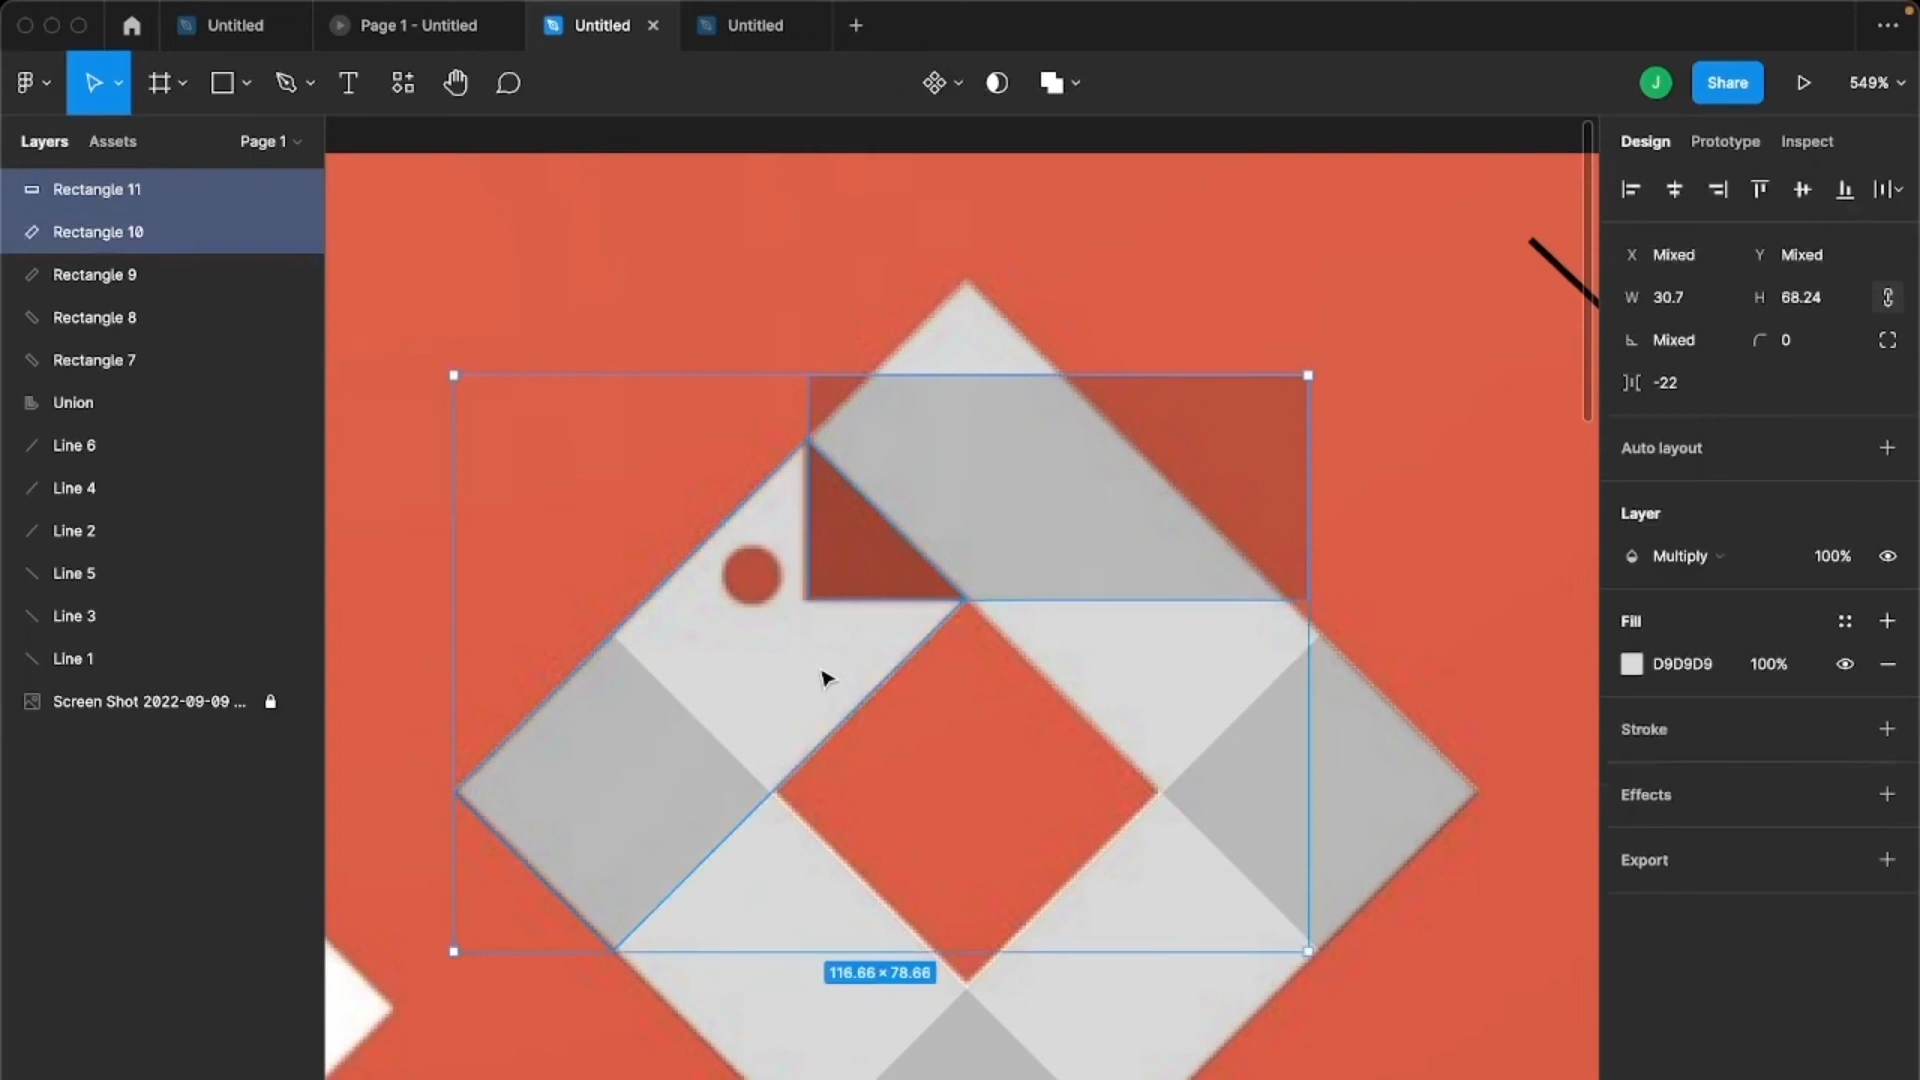 Untitled
Page 1 - Untitled
Untitled
Untitled
J
Share
549%
Layers
Assets
Page 1
Rectangle 11
Rectangle 10
Rectangle 9
Rectangle 8
Rectangle 7
Union
Line 6
Line 4
Line 2
Line 5
Line 3
Line 1
Screen Shot 2022-09-09 ...
116.66 × 78.66
Design
Prototype
Inspect
X Mixed
Y Mixed
W 30.7
H 68.24
Mixed
0
-22
Auto layout
Layer
Multiply
100%
Fill
D9D9D9
100%
Stroke
Effects
Export